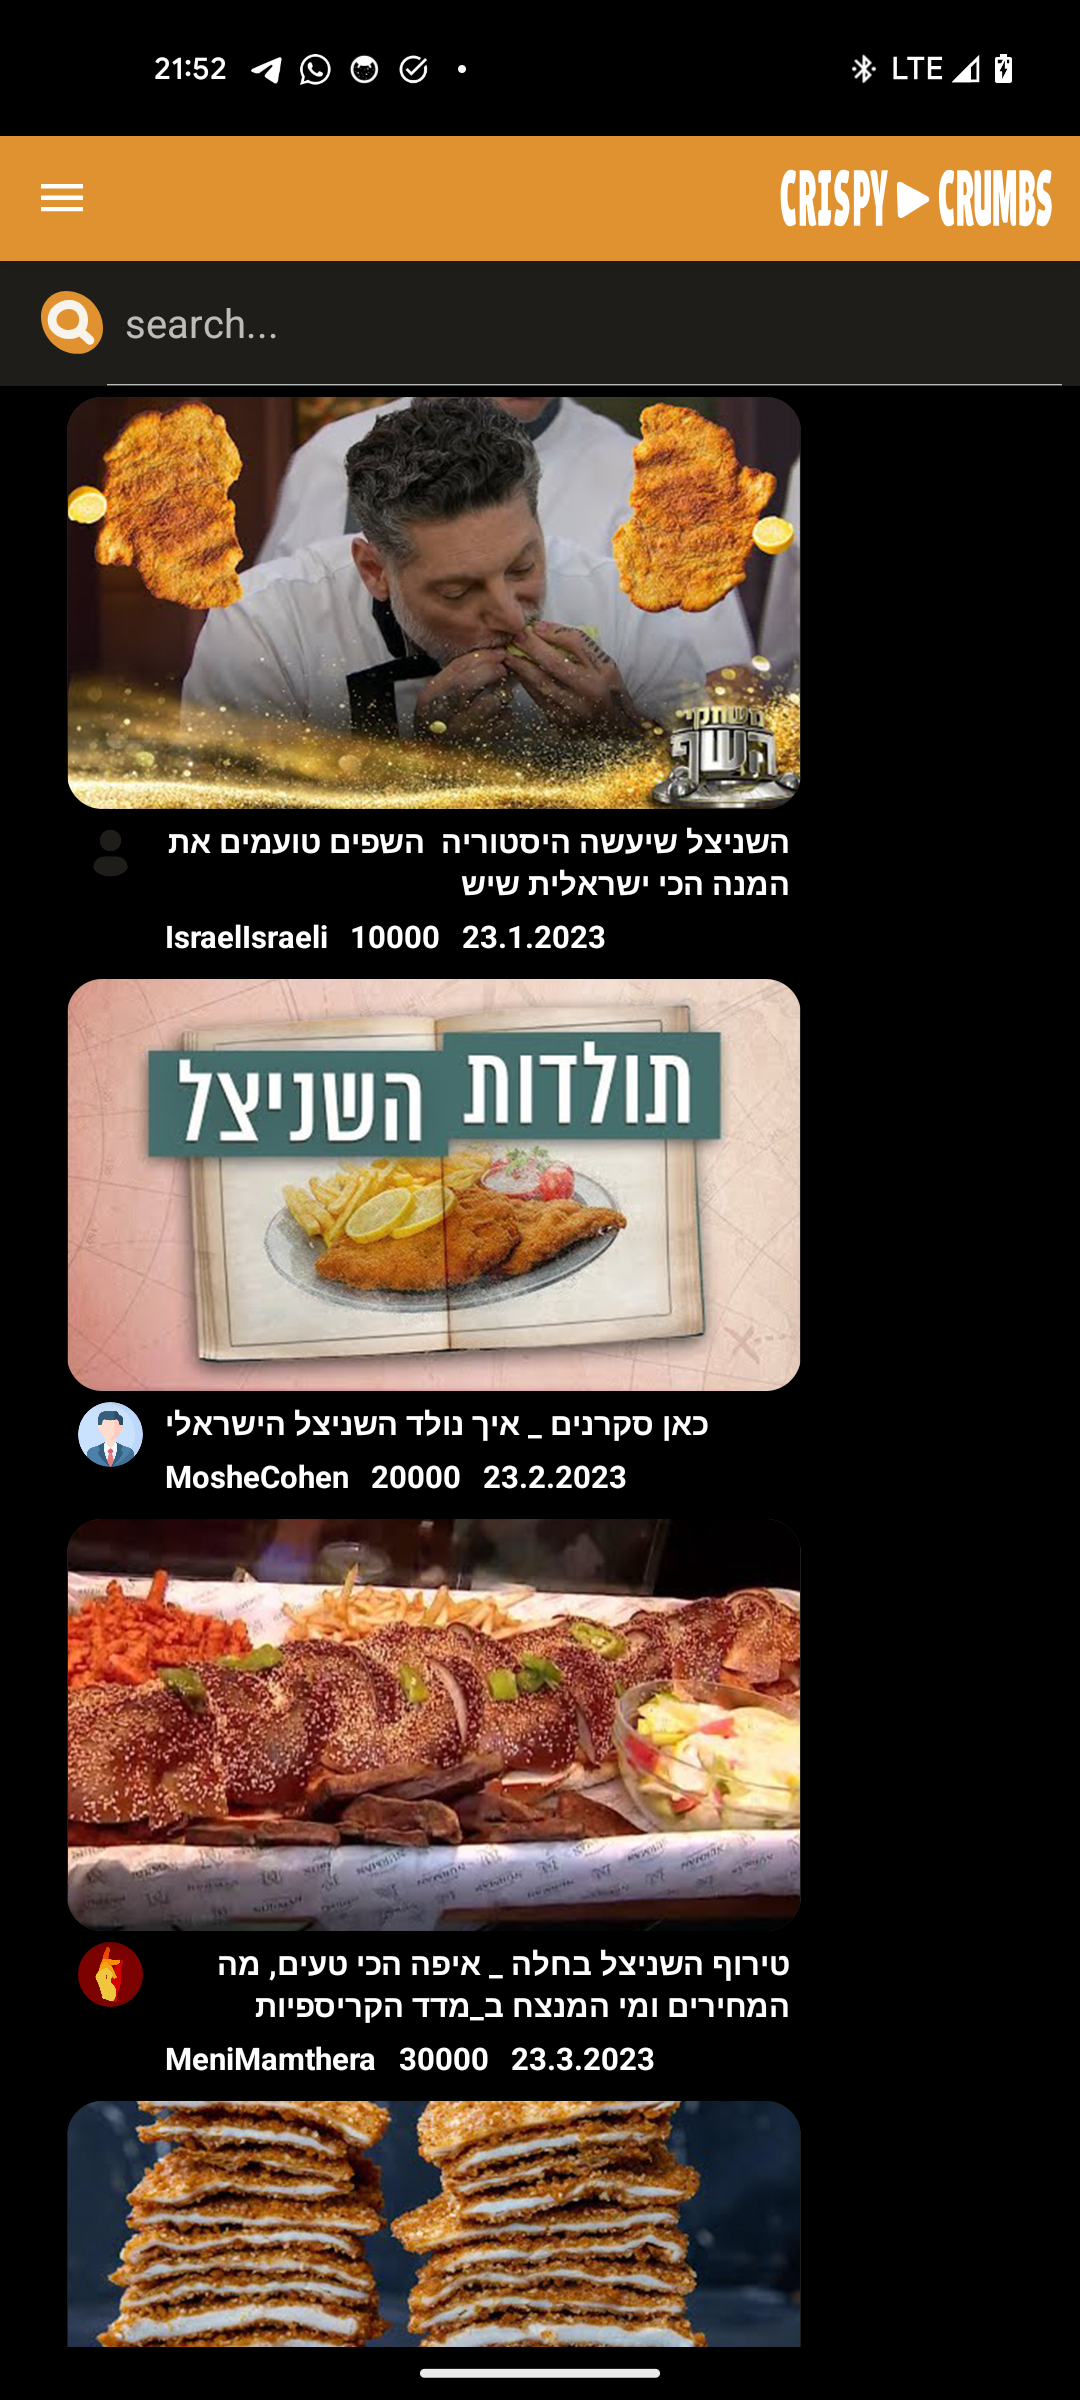 21:52
LTE
CRISPY CRUMBS
search...
משחקי
השף
השניצל שיעשה היסטוריה  השפים טועמים את
המנה הכי ישראלית שיש
IsraelIsraeli 10000 23.1.2023
תולדות
השניצל
כאן סקרנים _ איך נולד השניצל הישראלי
MosheCohen 20000 23.2.2023
טירוף השניצל בחלה _ איפה הכי טעים, מה
המחירים ומי המנצח ב_מדד הקריספיות
MeniMamthera 30000 23.3.2023